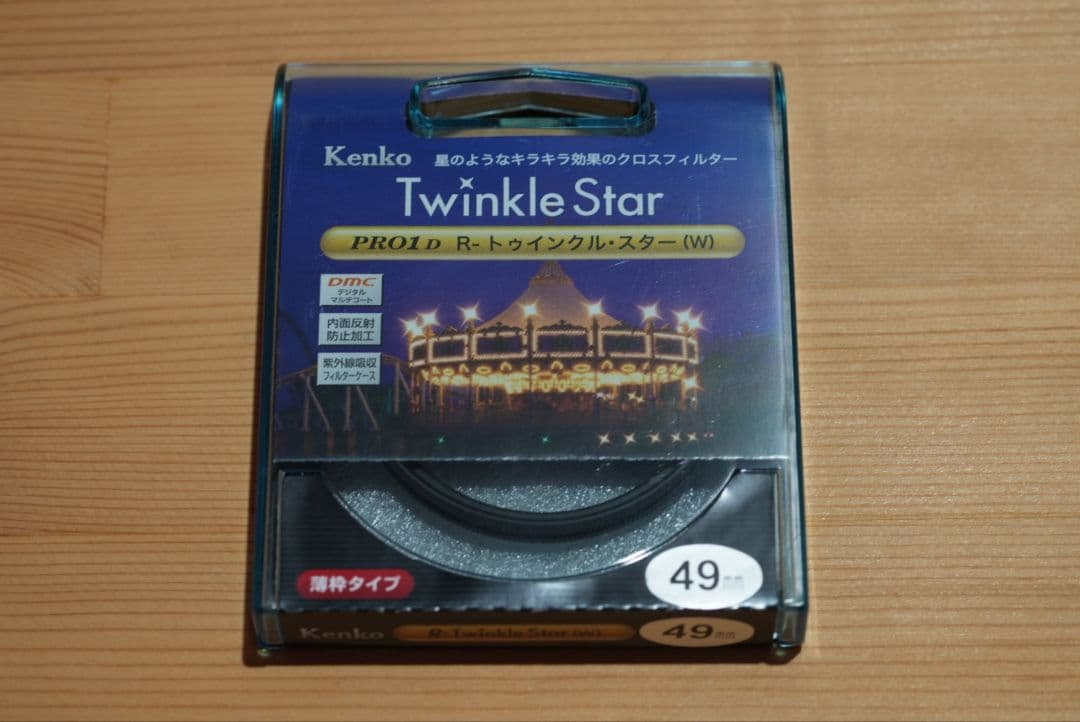 Kenko 星のようなキラキラ効果のクロスフィルター
Twinkle Star
PRO1 D R-トゥインクル・スター(W)
DMC
デジタル
マルチコート
内面反射
防止加工
紫外線吸収
フィルターケース
薄枠タイプ
49mm
Kenko R-Twinkle Star (W) 49mm